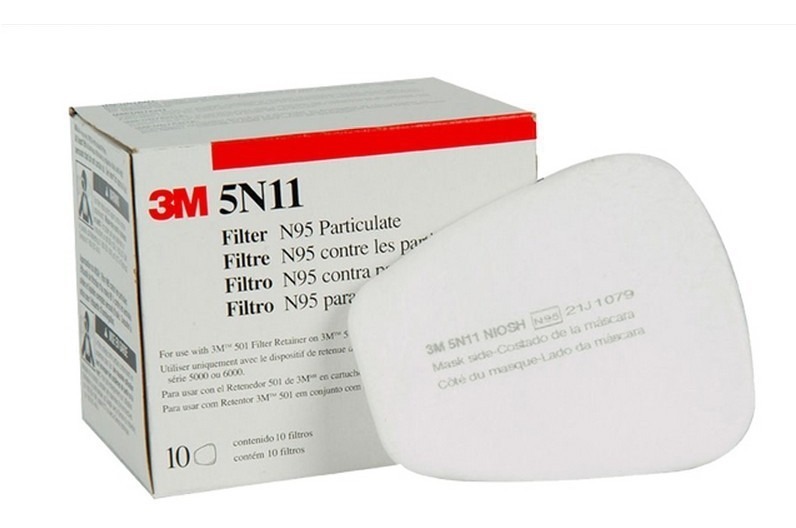 3M 5N11
Filter N95 Particulate
Filtre N95 contre les
Filtro N95 contra
Filtro N95 para
For use with 3M™ 501 Filter Retainer on 3M™ 5
Utiliser uniquement avec le dispositif de retenue
série 5000 ou 6000.
Para usar con el Retenedor 501 de 3M™ en
Para usar com Retentor 3M™ 501 em conjunto com
10 contenido 10 filtros
contém 10 filtros
3M 5N11 NIOSH N95 21J1079
Mask side-Costado de la máscara
Côté du masque-Lado da máscara